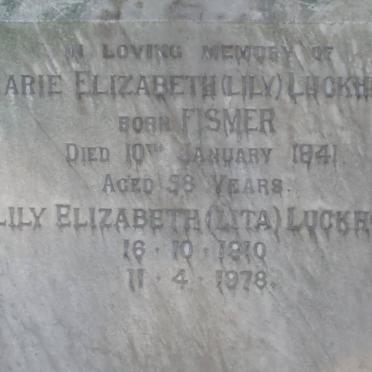 IN LOVING MEMORY OF
ARIE ELIZABETH (LILY) LUCKH
BORN FISMER
DIED 10TH JANUARY 1941.
AGED 58 YEARS.
LILY ELIZABETH (LITA) LUCKH
16 · 10 · 1910
11 · 4 · 1978.